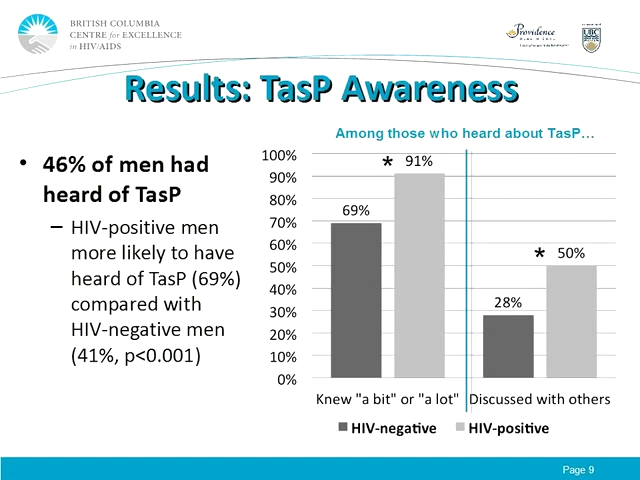 BRITISH COLUMBIA
CENTRE for EXCELLENCE
in HIV/AIDS
Providence
UBC
Results: TasP Awareness
• 46% of men had
heard of TasP
– HIV-positive men
more likely to have
heard of TasP (69%)
compared with
HIV-negative men
(41%, p<0.001)
Among those who heard about TasP…
100%
90%
80%
70%
60%
50%
40%
30%
20%
10%
0%
69%
* 91%
28%
* 50%
Knew "a bit" or "a lot"
Discussed with others
HIV-negative
HIV-positive
Page 9